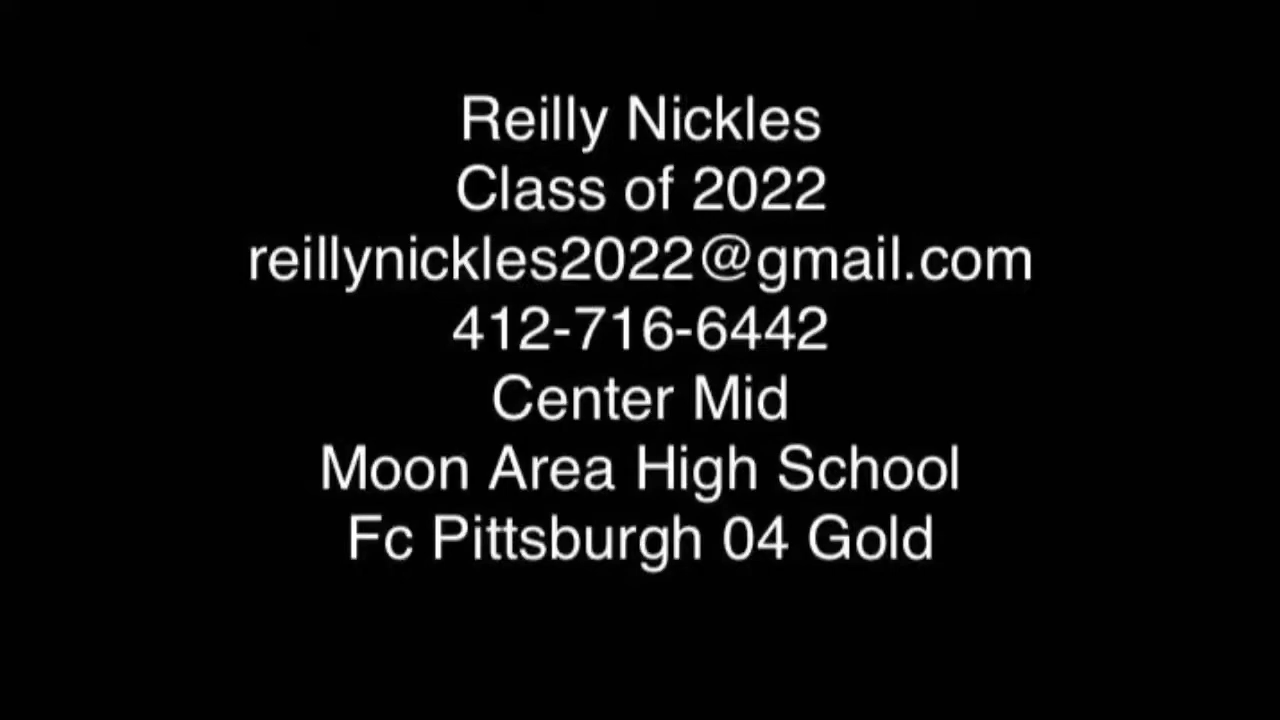 Reilly Nickles
Class of 2022
reillynickles2022@gmail.com
412-716-6442
Center Mid
Moon Area High School
Fc Pittsburgh 04 Gold